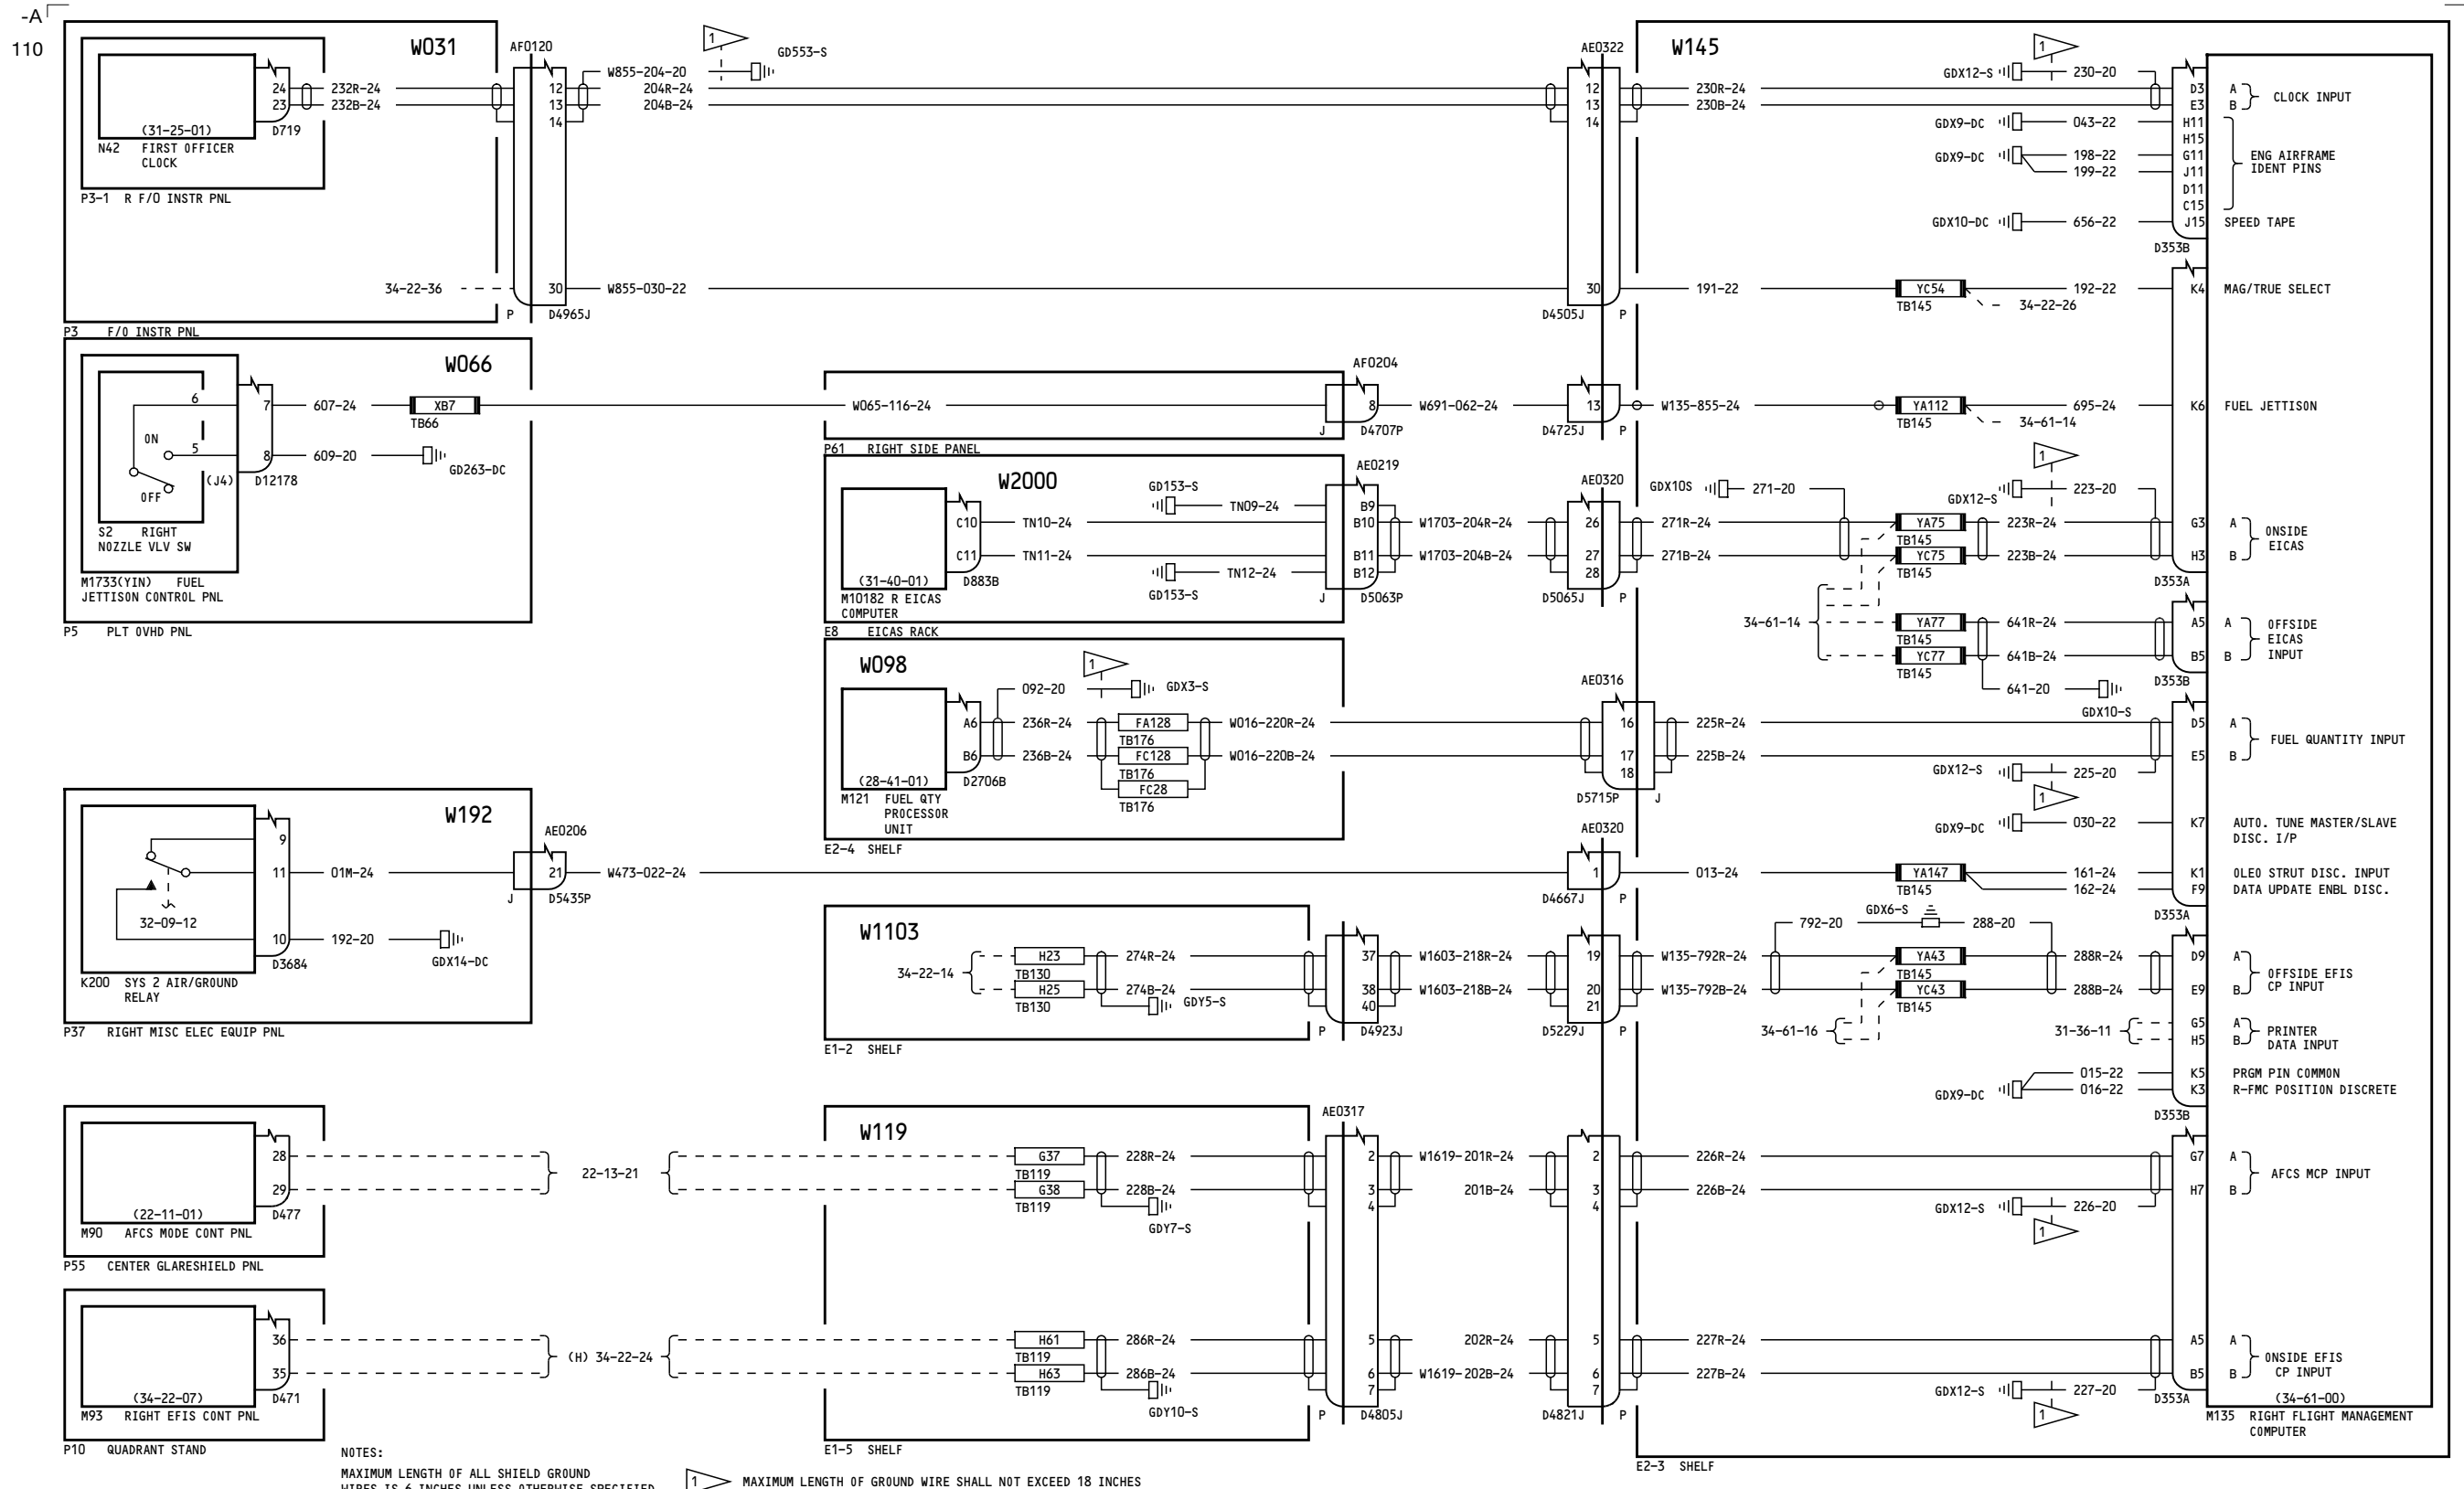 -A
110
W031
AF0120
1
GD553-S
W855-204-20
24 232R-24 12 204R-24
23 232B-24 13 204B-24
14
(31-25-01) D719
N42 FIRST OFFICER
CLOCK
P3-1 R F/O INSTR PNL
34-22-36 30 W855-030-22
P D4965J
P3 F/O INSTR PNL
AE0322
W145
1
GDX12-S 230-20
12 230R-24 D3 A
13 230B-24 E3 B
CLOCK INPUT
14
GDX9-DC 043-22 H11
H15
GDX9-DC 198-22 G11
199-22 J11
D11
C15
ENG AIRFRAME
IDENT PINS
GDX10-DC 656-22 J15 SPEED TAPE
D353B
30 191-22 YC54 192-22 K4 MAG/TRUE SELECT
TB145 34-22-26
D4505J P
W066
6 7 607-24 XB7
TB66
ON
5 8 609-20 GD263-DC
OFF
(J4) D12178
S2 RIGHT
NOZZLE VLV SW
M1733(YIN) FUEL
JETTISON CONTROL PNL
P5 PLT OVHD PNL
AF0204
W065-116-24 8 W691-062-24 13 W135-855-24 YA112 695-24 K6 FUEL JETTISON
J D4707P D4725J P TB145 34-61-14
P61 RIGHT SIDE PANEL
W2000
AE0219
AE0320
1
GD153-S TN09-24 B9
GDX10S 271-20
GDX12-S 223-20
C10 TN10-24 B10 W1703-204R-24 26 271R-24 YA75 223R-24 G3 A
TB145
C11 TN11-24 B11 W1703-204B-24 27 271B-24 YC75 223B-24 H3 B
TB145
ONSIDE
EICAS
GD153-S TN12-24 B12 28
(31-40-01) D883B
J D5063P D5065J P
D353A
M10182 R EICAS
COMPUTER
E8 EICAS RACK
34-61-14
YA77 641R-24 A5 A
TB145
YC77 641B-24 B5 B
TB145
OFFSIDE
EICAS
INPUT
D353B
641-20
GDX10-S
W098
1
092-20 GDX3-S
AE0316
A6 236R-24 FA128 W016-220R-24 16 225R-24 D5 A
TB176
B6 236B-24 FC128 W016-220B-24 17 225B-24 E5 B
TB176
FUEL QUANTITY INPUT
18
GDX12-S 225-20
1
FC28
TB176
(28-41-01) D2706B
D5715P J
M121 FUEL QTY
PROCESSOR
UNIT
E2-4 SHELF
GDX9-DC 030-22 K7 AUTO. TUNE MASTER/SLAVE
DISC. I/P
W192
AE0206
AE0320
9
11 01M-24 21 W473-022-24 1 013-24 YA147 161-24 K1 OLEO STRUT DISC. INPUT
TB145 162-24 F9 DATA UPDATE ENBL DISC.
J D5435P D4667J P
D353A
32-09-12
10 192-20
GDX14-DC
D3684
K200 SYS 2 AIR/GROUND
RELAY
P37 RIGHT MISC ELEC EQUIP PNL
W1103
792-20 GDX6-S 288-20
34-22-14
H23 274R-24 37 W1603-218R-24 19 W135-792R-24 YA43 288R-24 D9 A
TB130 TB145
H25 274B-24 38 W1603-218B-24 20 W135-792B-24 YC43 288B-24 E9 B
TB130 TB145
OFFSIDE EFIS
CP INPUT
GDY5-S 40 21
P D4923J D5229J P
E1-2 SHELF
34-61-16
31-36-11 G5 A
H5 B
PRINTER
DATA INPUT
015-22 K5 PRGM PIN COMMON
GDX9-DC 016-22 K3 R-FMC POSITION DISCRETE
D353B
W119
AE0317
28
29
22-13-21
G37 228R-24 2 W1619-201R-24 2 226R-24 G7 A
TB119
G38 228B-24 3 201B-24 3 226B-24 H7 B
TB119
AFCS MCP INPUT
GDY7-S 4 4
GDX12-S 226-20
1
(22-11-01) D477
M90 AFCS MODE CONT PNL
P55 CENTER GLARESHIELD PNL
36
35
(H) 34-22-24
H61 286R-24 5 202R-24 5 227R-24 A5 A
TB119
H63 286B-24 6 W1619-202B-24 6 227B-24 B5 B
TB119
ONSIDE EFIS
CP INPUT
GDY10-S 7 7
GDX12-S 227-20
1
D353A
(34-61-00)
(34-22-07) D471
M93 RIGHT EFIS CONT PNL
P10 QUADRANT STAND
P D4805J D4821J P
E1-5 SHELF
M135 RIGHT FLIGHT MANAGEMENT
COMPUTER
E2-3 SHELF
NOTES:
MAXIMUM LENGTH OF ALL SHIELD GROUND
WIRES IS 6 INCHES UNLESS OTHERWISE SPECIFIED
1 MAXIMUM LENGTH OF GROUND WIRE SHALL NOT EXCEED 18 INCHES